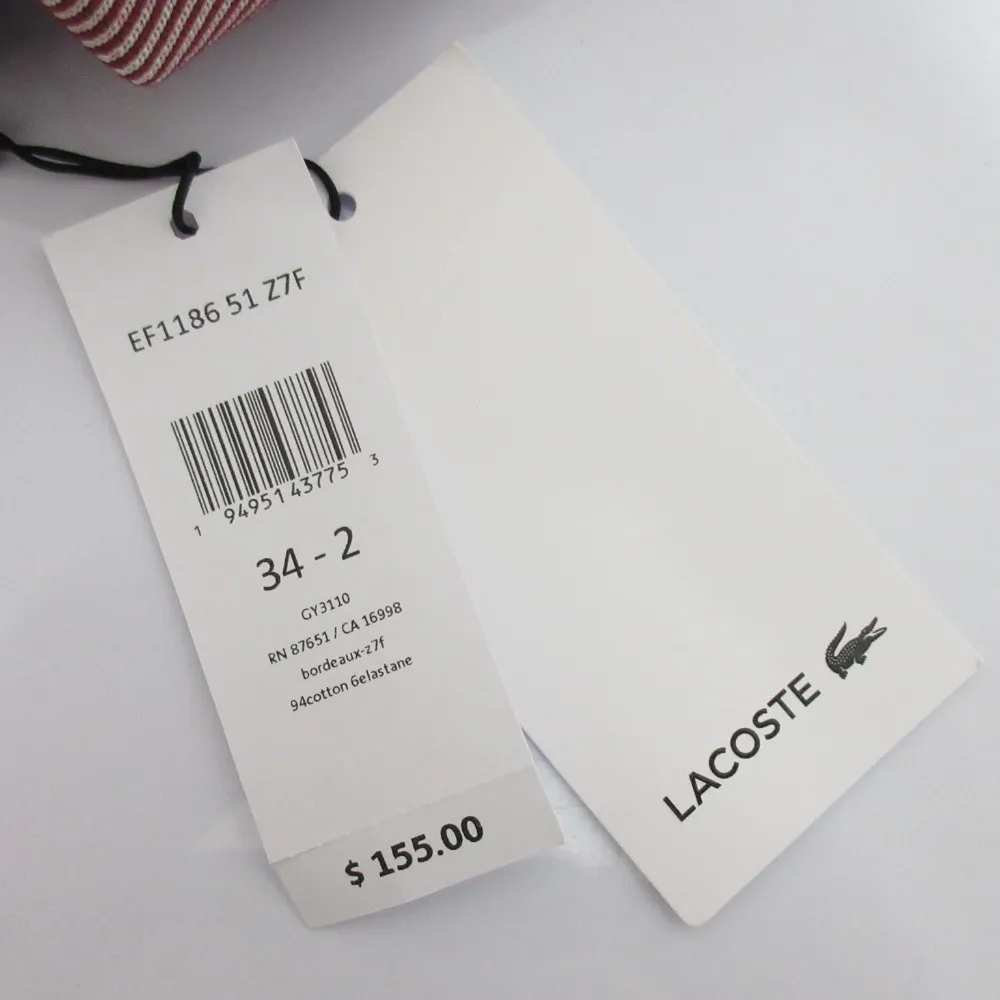 EF1186 51 Z7F
1 94951 43775 3
34 - 2
GY3110
RN 87651 / CA 16998
bordeaux-z7f
94cotton 6elastane
$ 155.00
LACOSTE